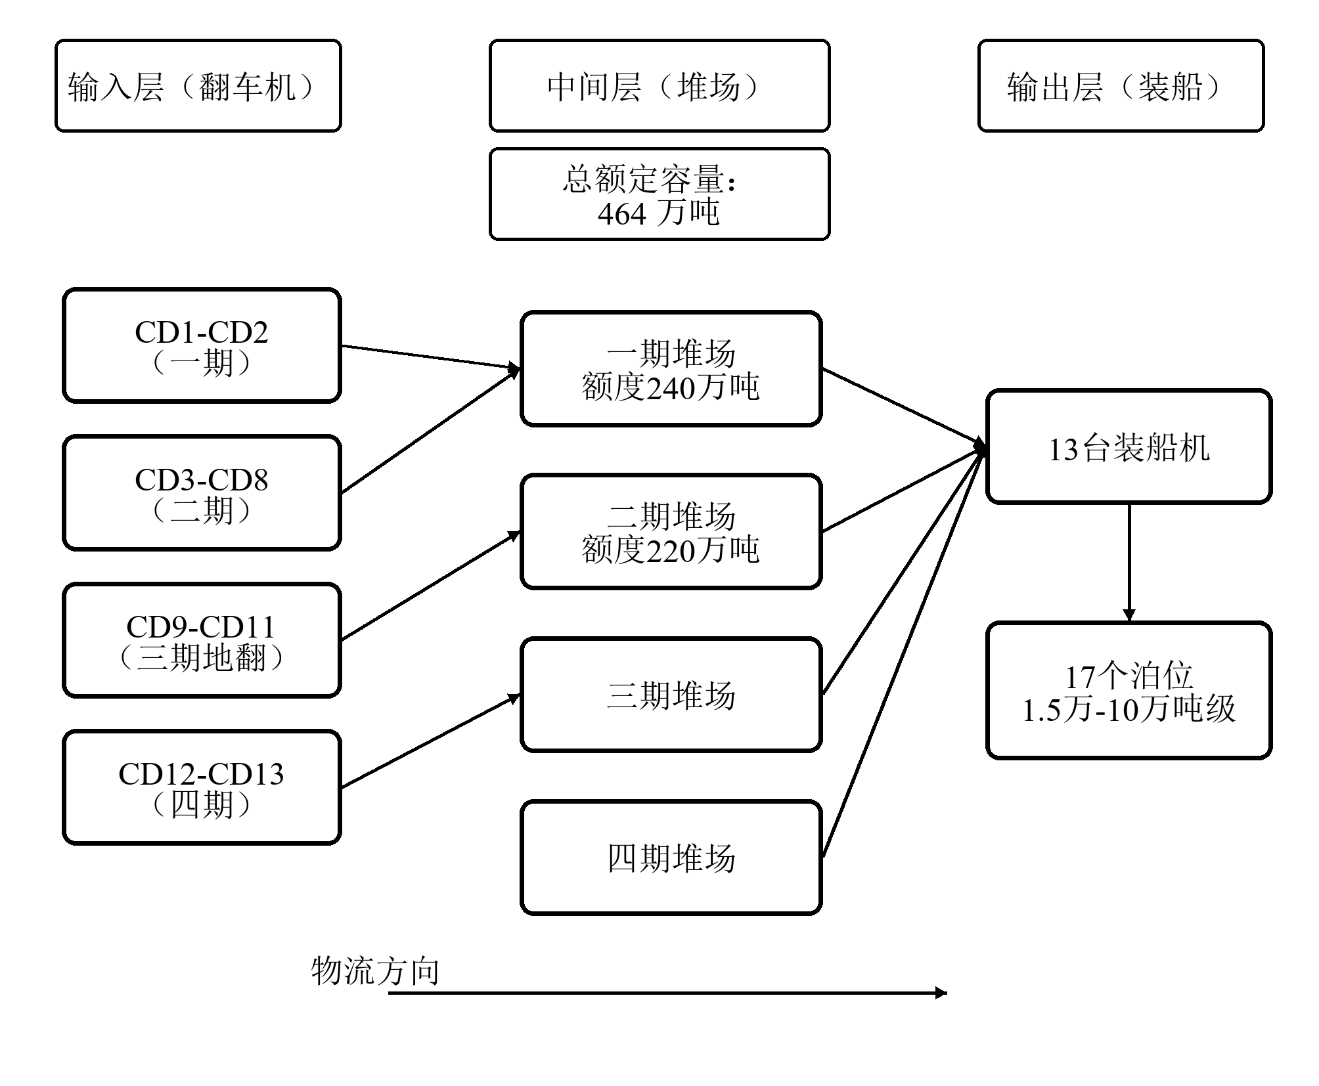 输入层（翻车机）
中间层（堆场）
输出层（装船）
总额定容量：
464 万吨
CD1-CD2
（一期）
CD3-CD8
（二期）
CD9-CD11
（三期地翻）
CD12-CD13
（四期）
一期堆场
额度240万吨
二期堆场
额度220万吨
三期堆场
四期堆场
13台装船机
17个泊位
1.5万-10万吨级
物流方向